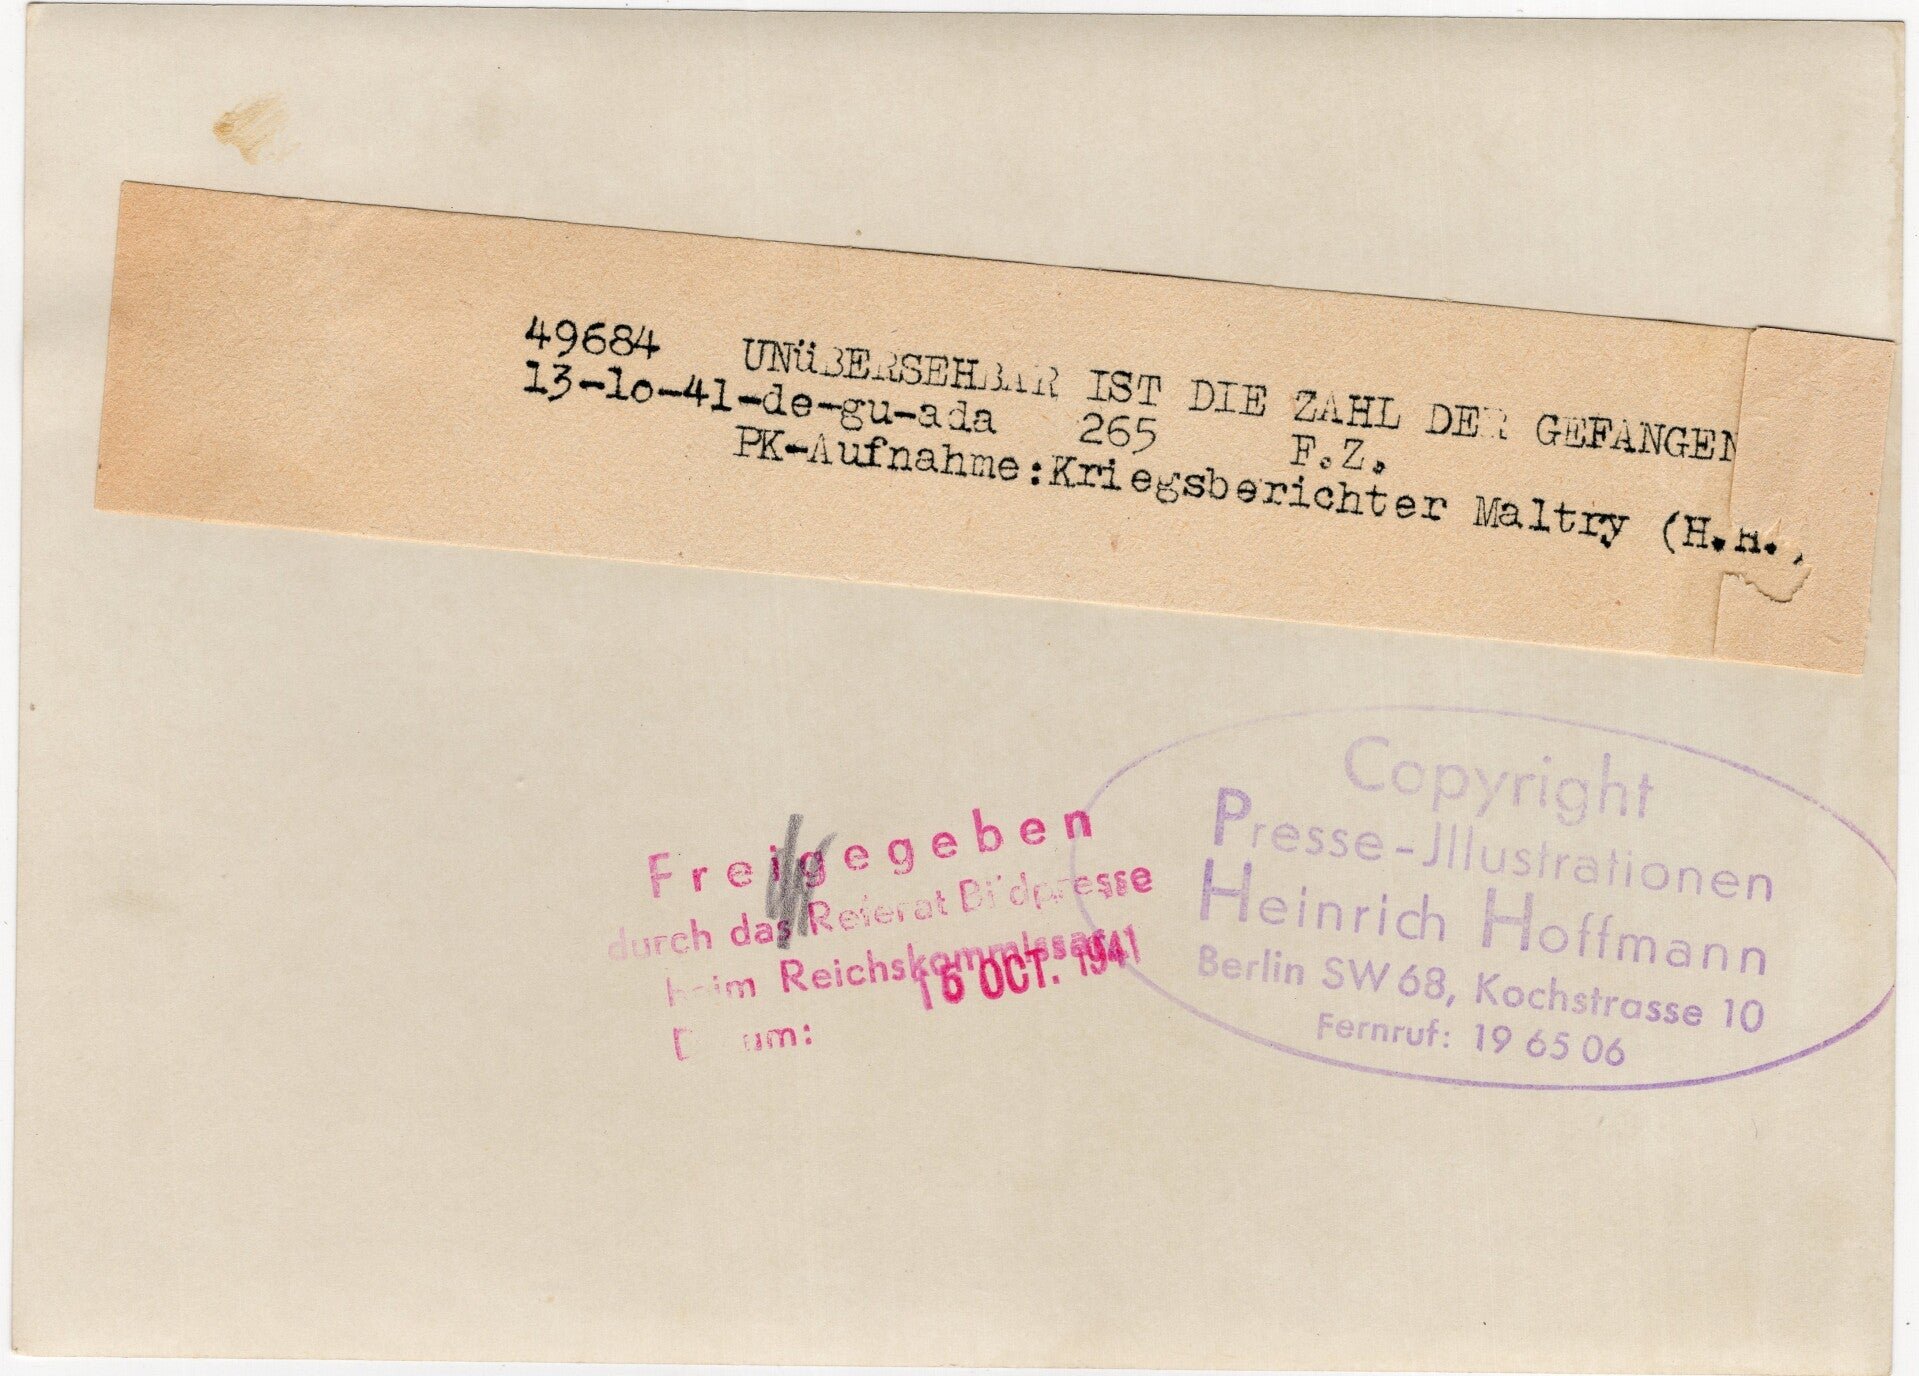 49684 UNüBERSEHBAR IST DIE ZAHL DER GEFANGEN
13-lo-41-de-gu-ada 265 F.Z.
PK-Aufnahme:Kriegsberichter Maltry (H.H.
Freigegeben
durch das Referat Bildpresse
beim Reichskommissar
16 OCT. 1941
Datum:
Copyright
Presse-Jllustrationen
Heinrich Hoffmann
Berlin SW 68, Kochstrasse 10
Fernruf: 19 65 06